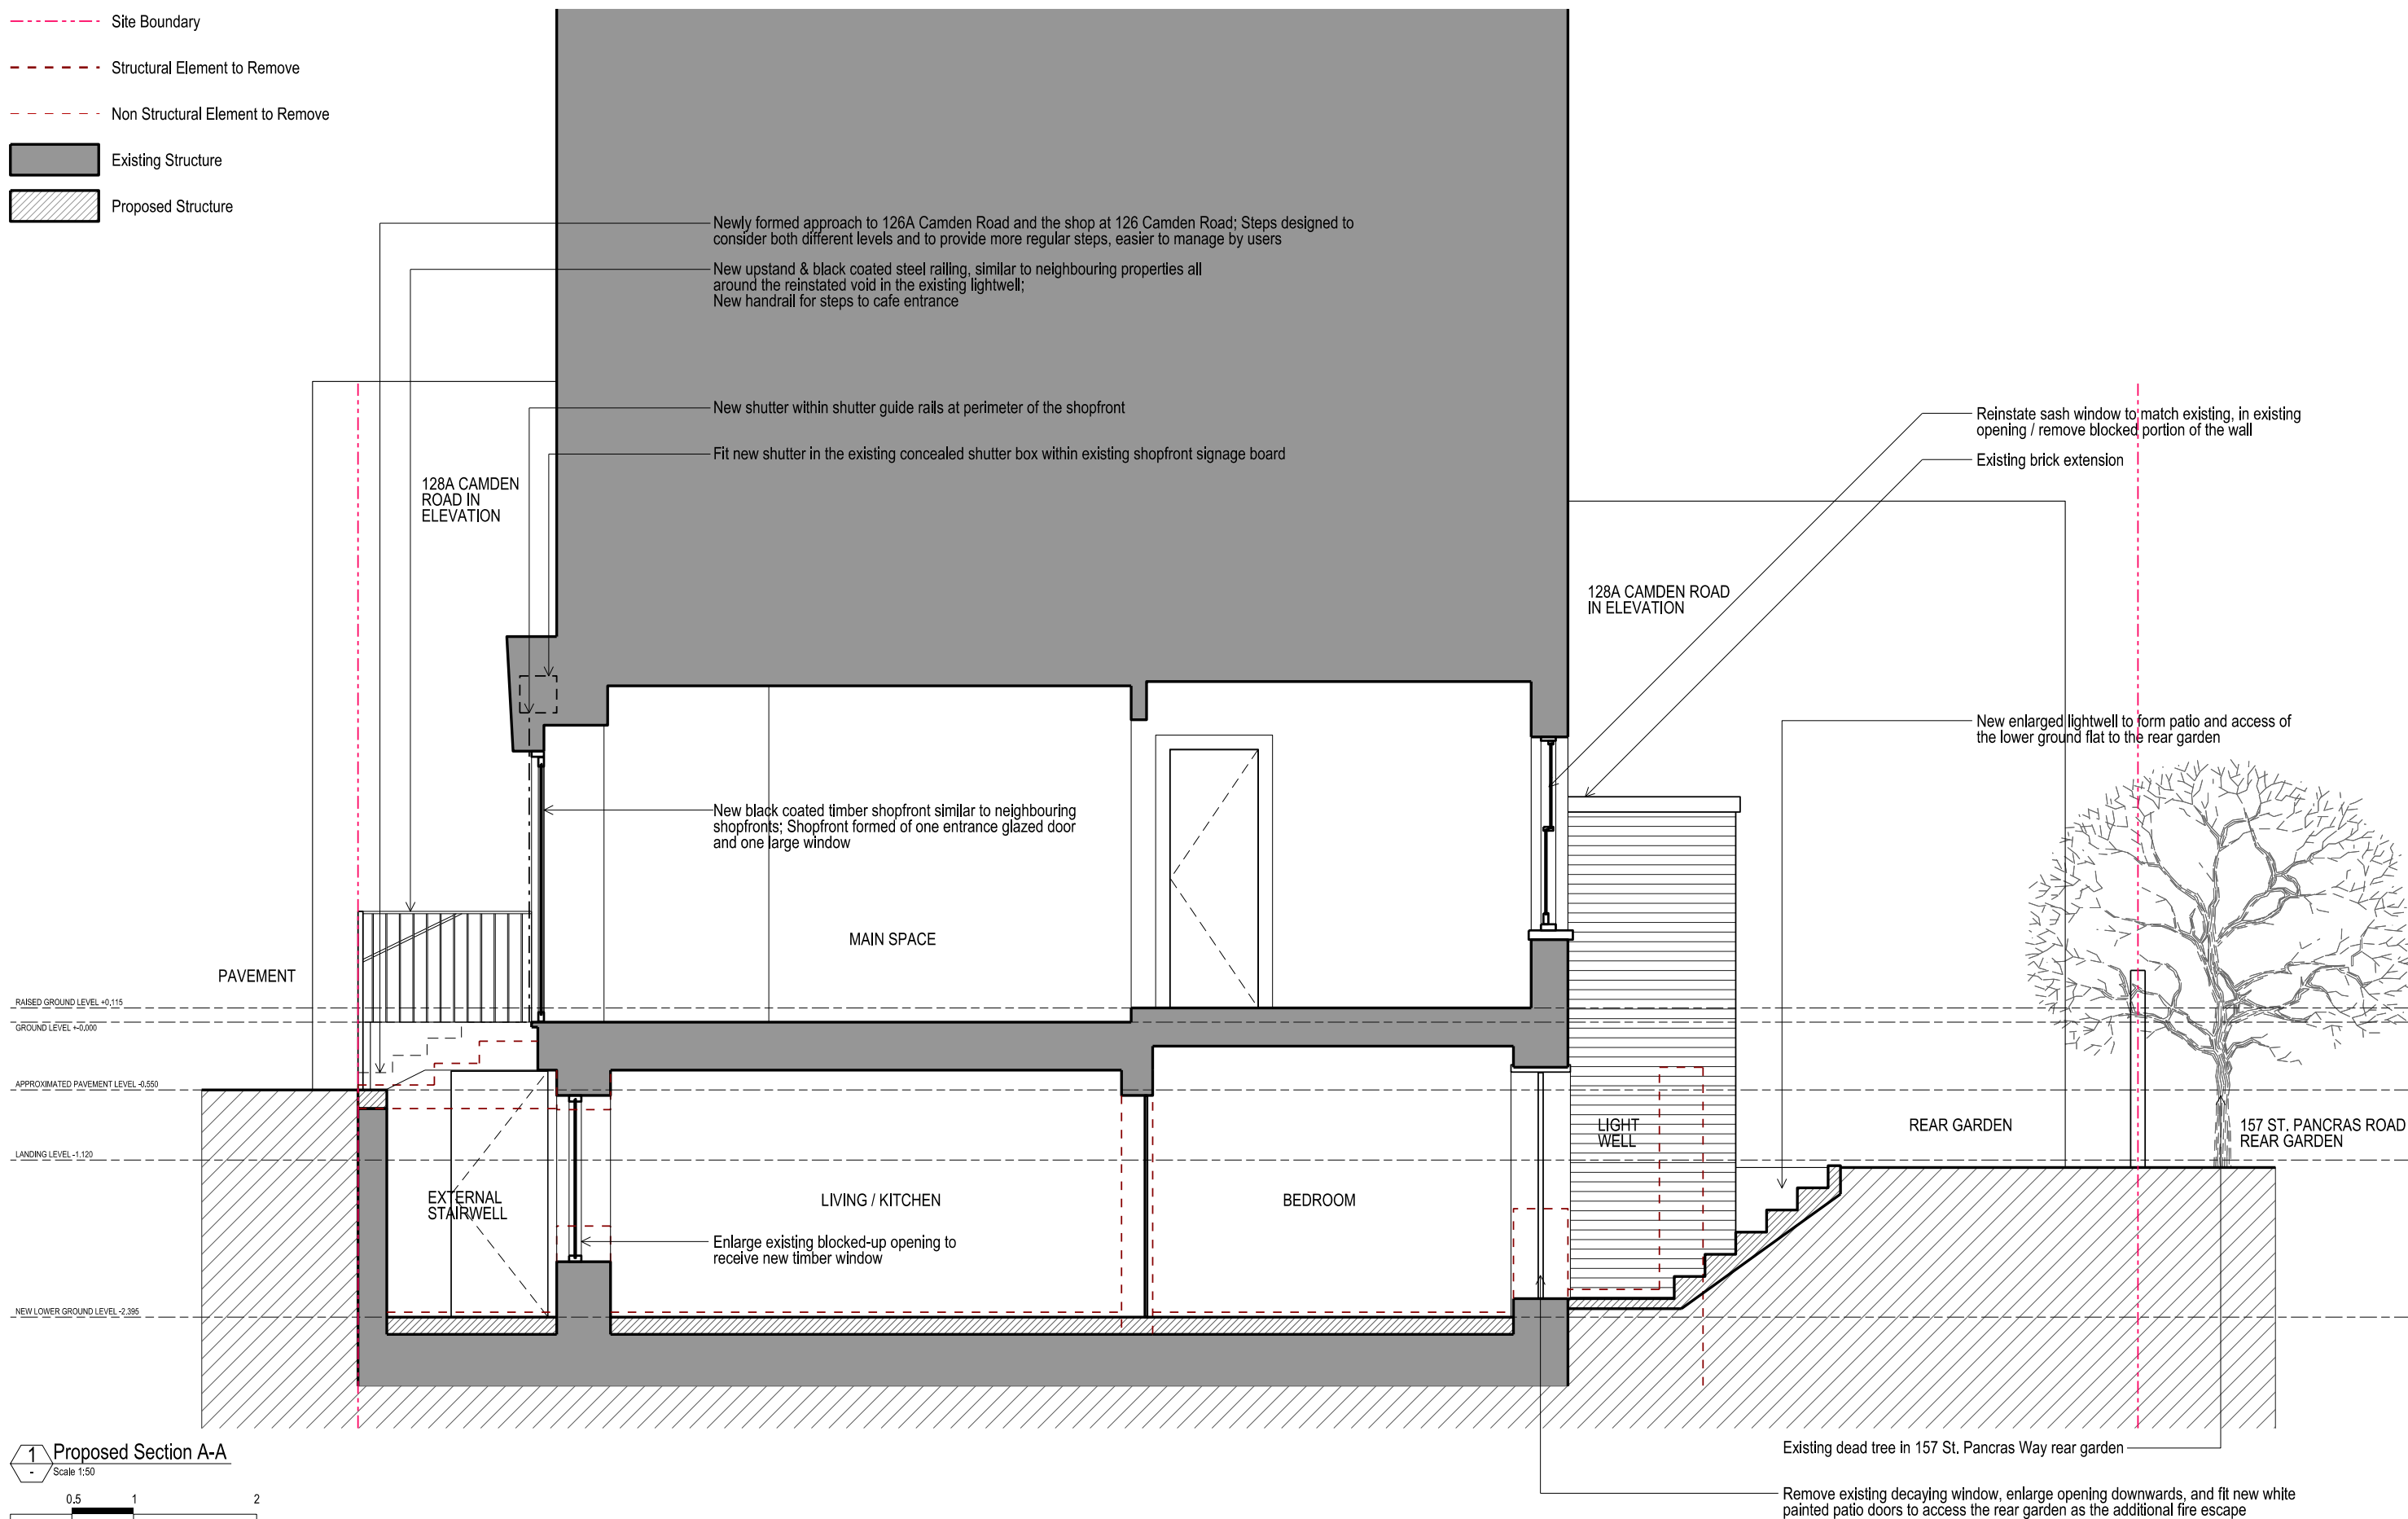 Site Boundary
Structural Element to Remove
Non Structural Element to Remove
Existing Structure
Proposed Structure
Newly formed approach to 126A Camden Road and the shop at 126 Camden Road; Steps designed to
consider both different levels and to provide more regular steps, easier to manage by users
New upstand & black coated steel railing, similar to neighbouring properties all
around the reinstated void in the existing lightwell;
New handrail for steps to cafe entrance
New shutter within shutter guide rails at perimeter of the shopfront
Fit new shutter in the existing concealed shutter box within existing shopfront signage board
128A CAMDEN
ROAD IN
ELEVATION
Reinstate sash window to match existing, in existing
opening / remove blocked portion of the wall
Existing brick extension
128A CAMDEN ROAD
IN ELEVATION
New enlarged lightwell to form patio and access of
the lower ground flat to the rear garden
New black coated timber shopfront similar to neighbouring
shopfronts; Shopfront formed of one entrance glazed door
and one large window
MAIN SPACE
PAVEMENT
RAISED GROUND LEVEL +0,115
GROUND LEVEL +-0,000
APPROXIMATED PAVEMENT LEVEL -0.550
LANDING LEVEL -1.120
NEW LOWER GROUND LEVEL -2,395
EXTERNAL
STAIRWELL
LIVING / KITCHEN
BEDROOM
LIGHT
WELL
REAR GARDEN
157 ST. PANCRAS ROAD
REAR GARDEN
Enlarge existing blocked-up opening to
receive new timber window
1
-
Proposed Section A-A
Scale 1:50
0.5 1 2
Existing dead tree in 157 St. Pancras Way rear garden
Remove existing decaying window, enlarge opening downwards, and fit new white
painted patio doors to access the rear garden as the additional fire escape